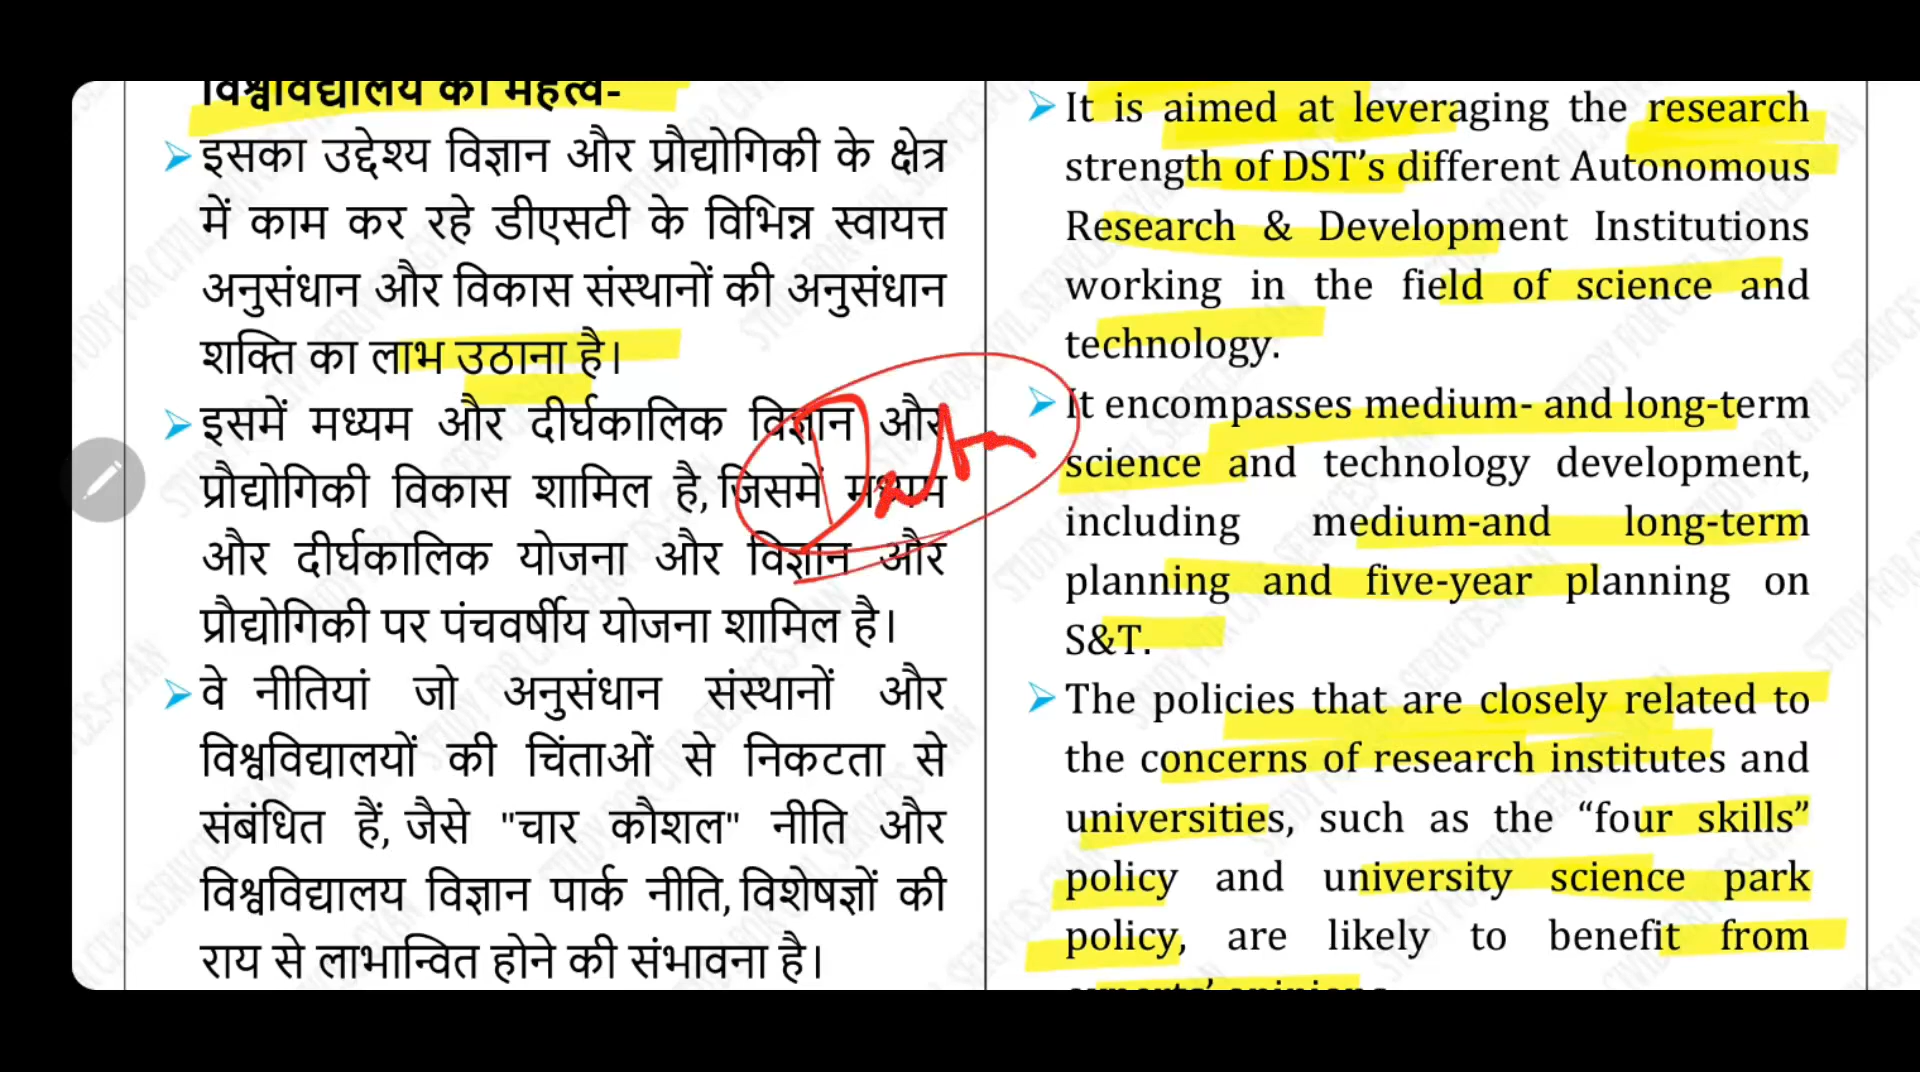 विश्वविद्यालय का महत्व-
➤ इसका उद्देश्य विज्ञान और प्रौद्योगिकी के क्षेत्र
में काम कर रहे डीएसटी के विभिन्न स्वायत्त
अनुसंधान और विकास संस्थानों की अनुसंधान
शक्ति का लाभ उठाना है।
➤ इसमें मध्यम और दीर्घकालिक विज्ञान और
प्रौद्योगिकी विकास शामिल है, जिसमें मध्यम
और दीर्घकालिक योजना और विज्ञान और
प्रौद्योगिकी पर पंचवर्षीय योजना शामिल है।
➤ वे नीतियां जो अनुसंधान संस्थानों और
विश्वविद्यालयों की चिंताओं से निकटता से
संबंधित हैं, जैसे "चार कौशल" नीति और
विश्वविद्यालय विज्ञान पार्क नीति, विशेषज्ञों की
राय से लाभान्वित होने की संभावना है।
➤ It is aimed at leveraging the research
strength of DST’s different Autonomous
Research & Development Institutions
working in the field of science and
technology.
➤ It encompasses medium- and long-term
science and technology development,
including medium-and long-term
planning and five-year planning on
S&T.
➤ The policies that are closely related to
the concerns of research institutes and
universities, such as the “four skills”
policy and university science park
policy, are likely to benefit from
experts’ opinions.